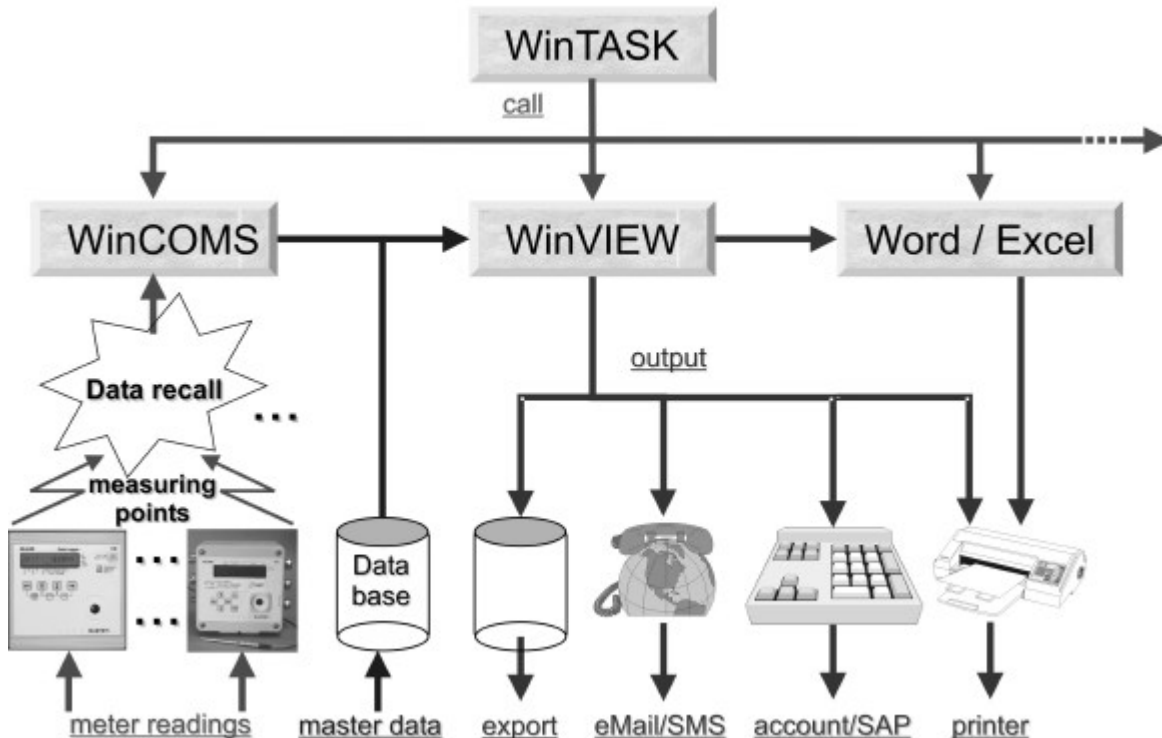 WinTASK
call
WinCOMS
WinVIEW
Word / Excel
Data recall
output
measuring
points
Data
base
meter readings
master data
export
eMail/SMS
account/SAP
printer